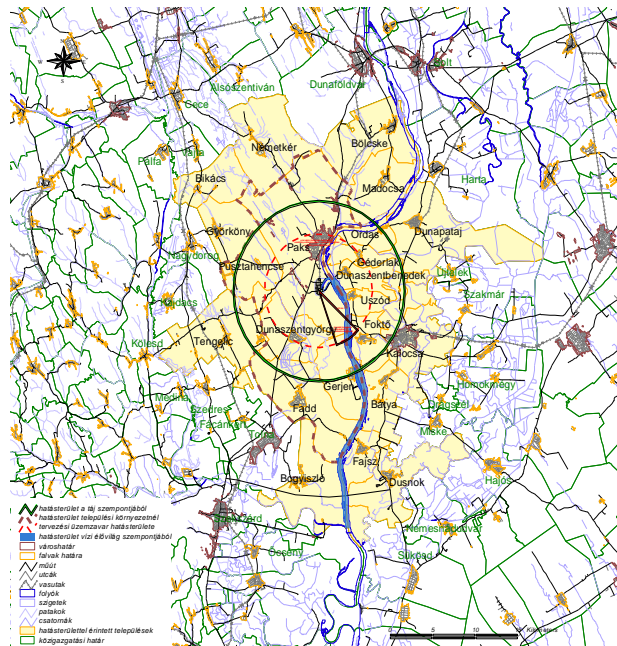 Dunaföldvár
Solt
Alsószentiván
Cece
Németkér
Bölcske
Vajta
Pálfa
Bikács
Madocsa
Harta
Györköny
Ordas
Dunapataj
Paks
Nagydorog
Géderlak
Pusztahencse
Dunaszentbenedek
Újtelek
Uszód
Szakmár
Kajdacs
Foktő
Dunaszentgyörgy
Kölesd
Tengelic
Kalocsa
Gerjen
Homokmégy
Medina
Szedres
Fadd
Bátya
Drágszél
Fácánkert
Miske
Tolna
Fajsz
Hajós
Bogyiszló
Dusnok
Nemesnádudvar
Őcsény
Sükösd
0 5 10 15 Kilometers
hatásterület a táj szempontjából
hatásterület települési környezetnél
tervezési üzemzavar hatásterülete
hatásterület vízi élővilág szempontjából
városhatár
falvak határa
műút
utcák
vasutak
folyók
szigetek
patakok
csatornák
hatásterülettel érintett települések
közigazgatási határ